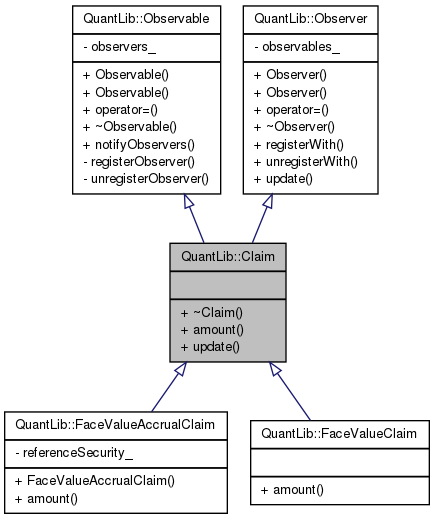 QuantLib::Observable
- observers_
+ Observable()
+ Observable()
+ operator=()
+ ~Observable()
+ notifyObservers()
- registerObserver()
- unregisterObserver()
QuantLib::Observer
- observables_
+ Observer()
+ Observer()
+ operator=()
+ ~Observer()
+ registerWith()
+ unregisterWith()
+ update()
QuantLib::Claim
+ ~Claim()
+ amount()
+ update()
QuantLib::FaceValueAccrualClaim
- referenceSecurity_
+ FaceValueAccrualClaim()
+ amount()
QuantLib::FaceValueClaim
+ amount()